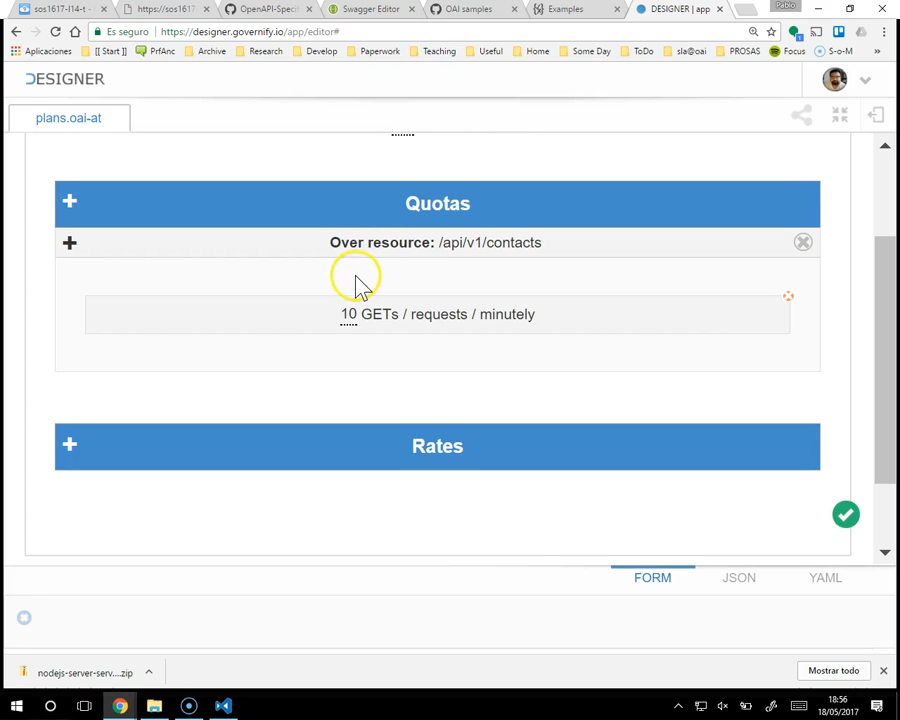 Pablo
sos1617-l14-t -
https://sos1617
OpenAPI-Specif
Swagger Editor
OAI samples
Examples
DESIGNER | app
Es seguro
https://designer.governify.io/app/editor#
Aplicaciones
[[ Start ]]
PrfAnc
Archive
Research
Develop
Paperwork
Teaching
Useful
Home
Some Day
ToDo
sla@oai
PROSAS
Focus
S-o-M
»
DESIGNER
plans.oai-at
Quotas
Over resource: /api/v1/contacts
10 GETs / requests / minutely
Rates
FORM
JSON
YAML
nodejs-server-serv....zip
Mostrar todo
18:56
18/05/2017